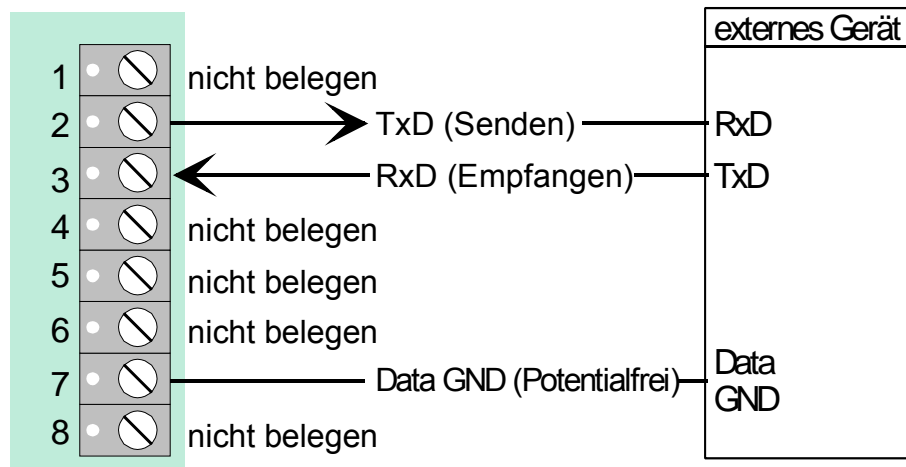 externes Gerät
1 nicht belegen
2 TxD (Senden) RxD
3 RxD (Empfangen) TxD
4 nicht belegen
5 nicht belegen
6 nicht belegen
7 Data GND (Potentialfrei) Data
GND
8 nicht belegen